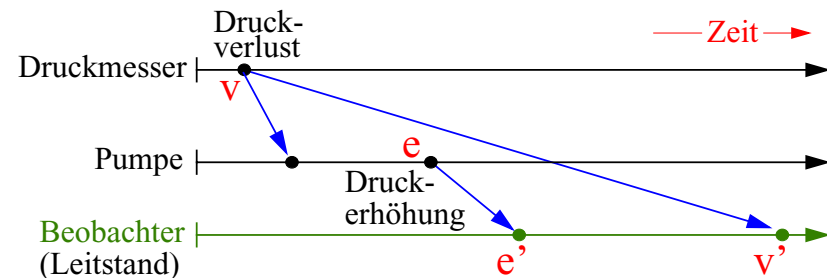 Druck-
verlust
Zeit
Druckmesser
v
Pumpe
e
Druck-
erhöhung
Beobachter
(Leitstand)
e’
v’